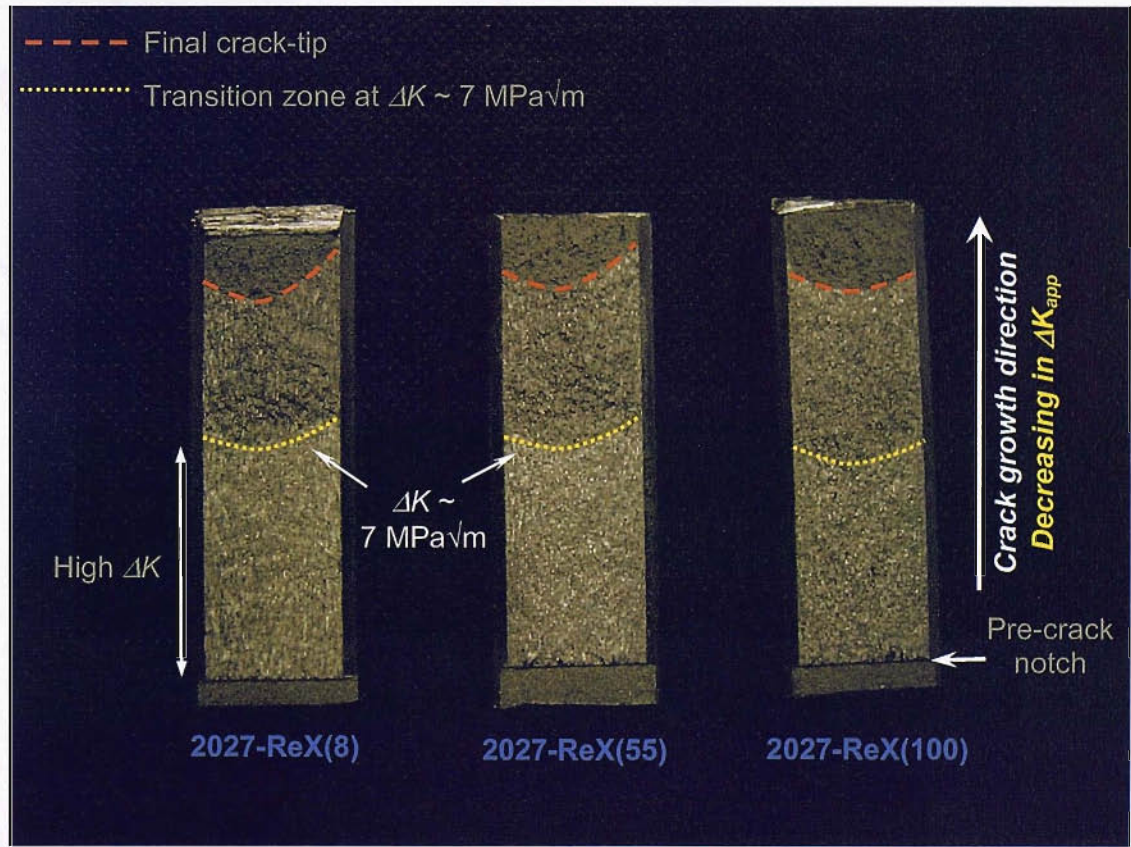 Final crack-tip
Transition zone at ΔK ~ 7 MPa√m
ΔK ~
7 MPa√m
High ΔK
Crack growth direction
Decreasing in ΔKapp
Pre-crack
notch
2027-ReX(8)
2027-ReX(55)
2027-ReX(100)